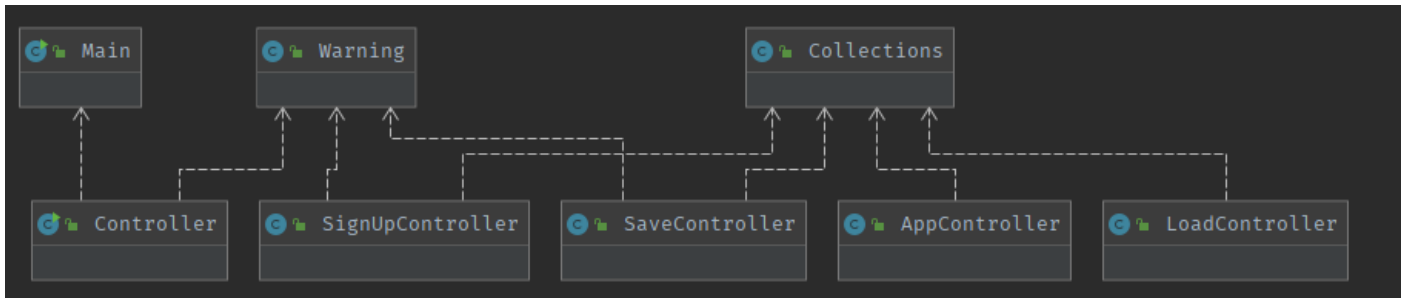 Main
Warning
Collections
Controller
SignUpController
SaveController
AppController
LoadController